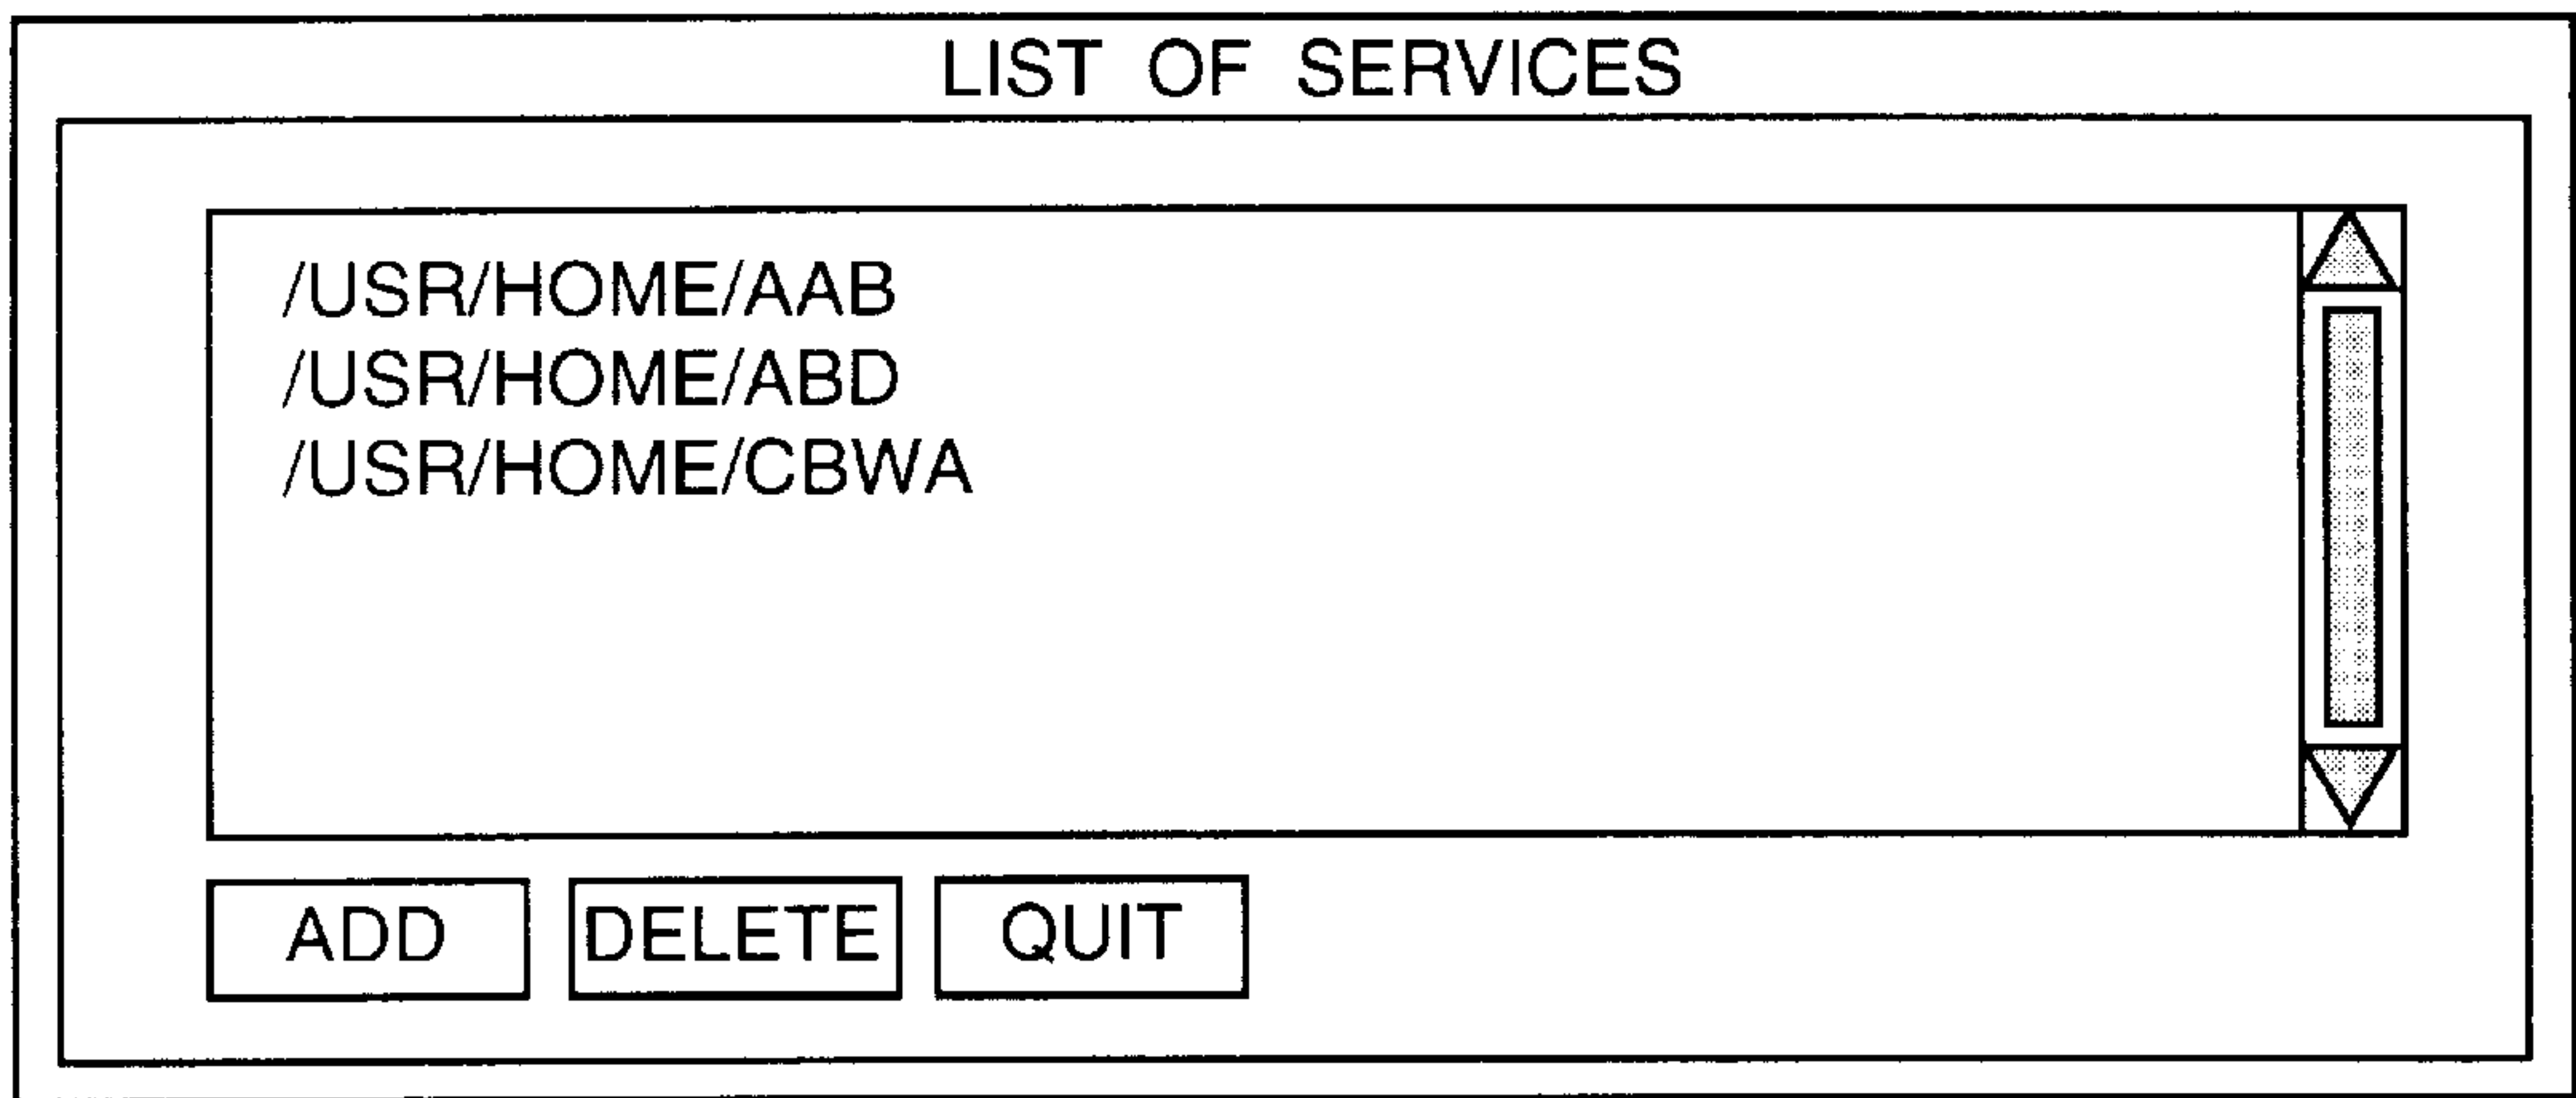 LIST OF SERVICES
/USR/HOME/AAB
/USR/HOME/ABD
/USR/HOME/CBWA
ADD DELETE QUIT